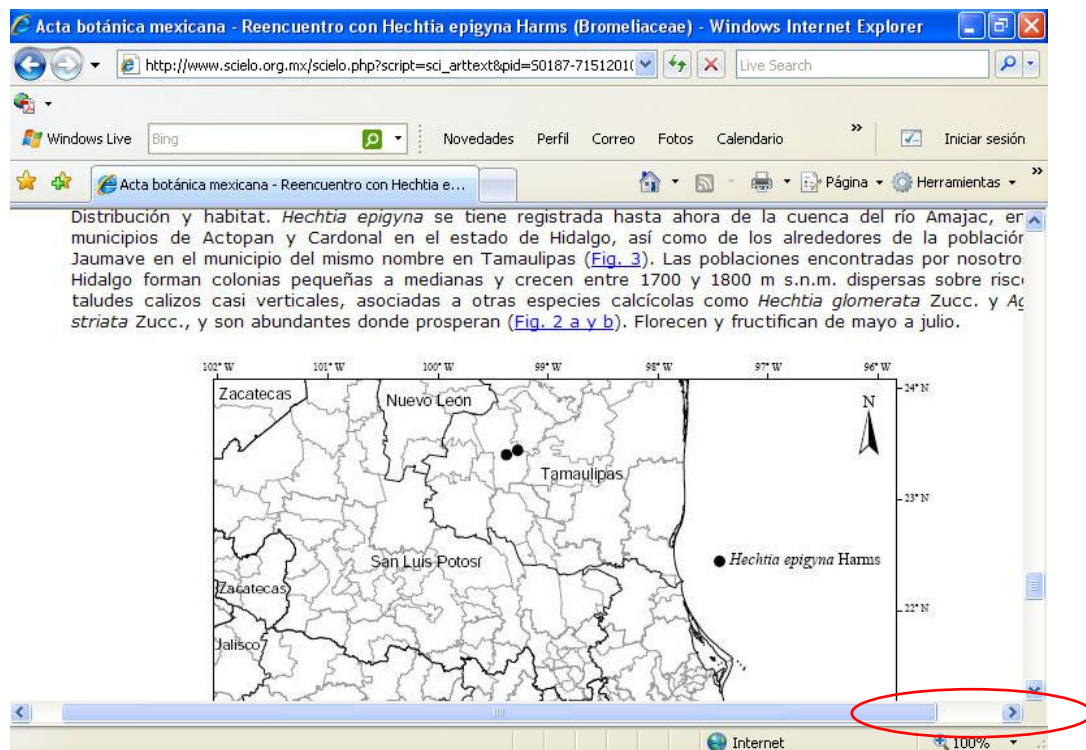 Acta botánica mexicana - Reencuentro con Hechtia epigyna Harms (Bromeliaceae) - Windows Internet Explorer
http://www.scielo.org.mx/scielo.php?script=sci_arttext&pid=S0187-7151201( Live Search
Windows Live Bing Novedades Perfil Correo Fotos Calendario » Iniciar sesión
Acta botánica mexicana - Reencuentro con Hechtia e... Página Herramientas »
Distribución y habitat. Hechtia epigyna se tiene registrada hasta ahora de la cuenca del río Amajac, en
municipios de Actopan y Cardonal en el estado de Hidalgo, así como de los alrededores de la población
Jaumave en el municipio del mismo nombre en Tamaulipas (Fig. 3). Las poblaciones encontradas por nosotro
Hidalgo forman colonias pequeñas a medianas y crecen entre 1700 y 1800 m s.n.m. dispersas sobre risc
taludes calizos casi verticales, asociadas a otras especies calcícolas como Hechtia glomerata Zucc. y Ag
striata Zucc., y son abundantes donde prosperan (Fig. 2 a y b). Florecen y fructifican de mayo a julio.
102° W 101° W 100° W 99° W 98° W 97° W 96° W
Zacatecas Nuevo León 24° N
N
Tamaulipas
23° N
San Luis Potosí Hechtia epigyna Harms
Zacatecas
22° N
Jalisco
Internet 100%